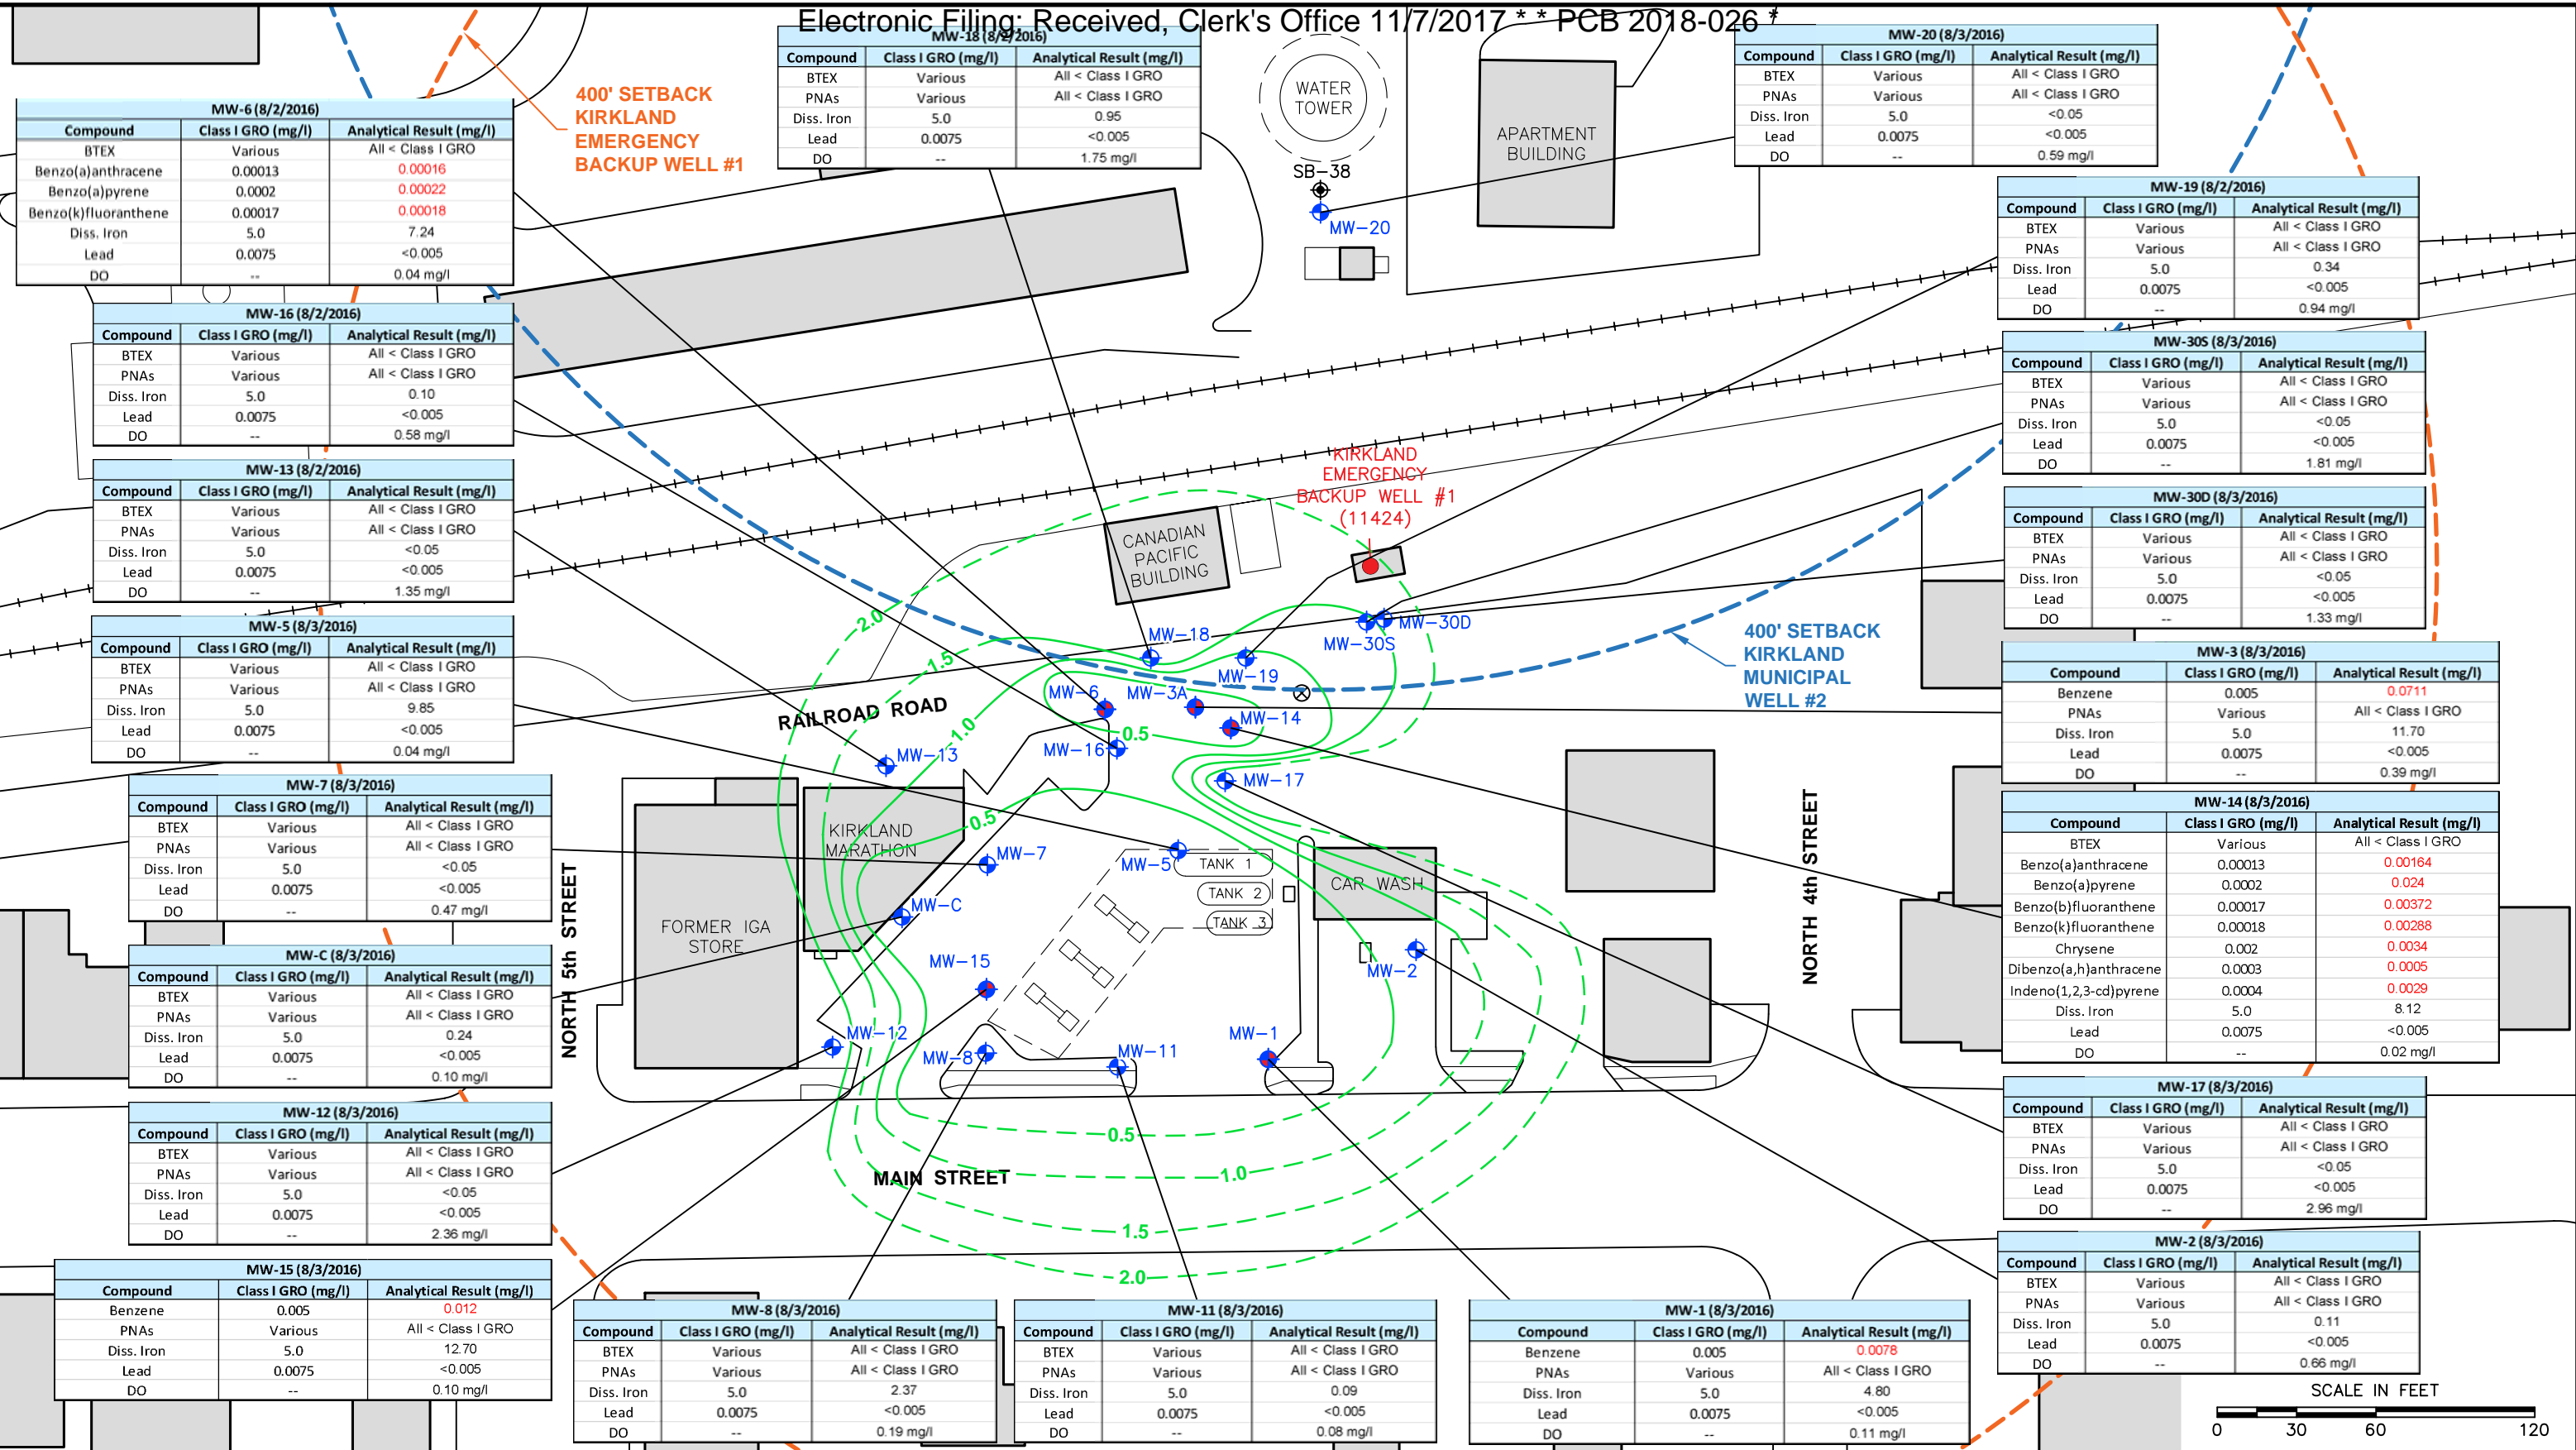 Electronic Filing: Received, Clerk's Office 11/7/2017 * * PCB 2018-026 *
MW-6 (8/2/2016)
Compound Class I GRO (mg/l) Analytical Result (mg/l)
BTEX Various All < Class I GRO
Benzo(a)anthracene 0.00013 0.00016
Benzo(a)pyrene 0.0002 0.00022
Benzo(k)fluoranthene 0.00017 0.00018
Diss. Iron 5.0 7.24
Lead 0.0075 <0.005
DO -- 0.04 mg/l
MW-16 (8/2/2016)
Compound Class I GRO (mg/l) Analytical Result (mg/l)
BTEX Various All < Class I GRO
PNAs Various All < Class I GRO
Diss. Iron 5.0 0.10
Lead 0.0075 <0.005
DO -- 0.58 mg/l
MW-13 (8/2/2016)
Compound Class I GRO (mg/l) Analytical Result (mg/l)
BTEX Various All < Class I GRO
PNAs Various All < Class I GRO
Diss. Iron 5.0 <0.05
Lead 0.0075 <0.005
DO -- 1.35 mg/l
MW-5 (8/3/2016)
Compound Class I GRO (mg/l) Analytical Result (mg/l)
BTEX Various All < Class I GRO
PNAs Various All < Class I GRO
Diss. Iron 5.0 9.85
Lead 0.0075 <0.005
DO -- 0.04 mg/l
MW-7 (8/3/2016)
Compound Class I GRO (mg/l) Analytical Result (mg/l)
BTEX Various All < Class I GRO
PNAs Various All < Class I GRO
Diss. Iron 5.0 <0.05
Lead 0.0075 <0.005
DO -- 0.47 mg/l
MW-C (8/3/2016)
Compound Class I GRO (mg/l) Analytical Result (mg/l)
BTEX Various All < Class I GRO
PNAs Various All < Class I GRO
Diss. Iron 5.0 0.24
Lead 0.0075 <0.005
DO -- 0.10 mg/l
MW-12 (8/3/2016)
Compound Class I GRO (mg/l) Analytical Result (mg/l)
BTEX Various All < Class I GRO
PNAs Various All < Class I GRO
Diss. Iron 5.0 <0.05
Lead 0.0075 <0.005
DO -- 2.36 mg/l
MW-15 (8/3/2016)
Compound Class I GRO (mg/l) Analytical Result (mg/l)
Benzene 0.005 0.012
PNAs Various All < Class I GRO
Diss. Iron 5.0 12.70
Lead 0.0075 <0.005
DO -- 0.10 mg/l
400' SETBACK
KIRKLAND
EMERGENCY
BACKUP WELL #1
MW-18 (8/2/2016)
Compound Class I GRO (mg/l) Analytical Result (mg/l)
BTEX Various All < Class I GRO
PNAs Various All < Class I GRO
Diss. Iron 5.0 0.95
Lead 0.0075 <0.005
DO -- 1.75 mg/l
WATER
TOWER
SB-38
MW-20
APARTMENT
BUILDING
KIRKLAND
EMERGENCY
BACKUP WELL #1
(11424)
CANADIAN
PACIFIC
BUILDING
2.0
1.5
1.0
0.5
0.5
MW-18
MW-30D
MW-30S
MW-19
MW-6
MW-3A
MW-14
MW-16
MW-13
MW-17
RAILROAD ROAD
400' SETBACK
KIRKLAND
MUNICIPAL
WELL #2
KIRKLAND
MARATHON
MW-7
MW-5
TANK 1
TANK 2
TANK 3
CAR WASH
MW-C
FORMER IGA
STORE
MW-15
MW-2
MW-12
MW-8
MW-11
MW-1
NORTH 5th STREET
NORTH 4th STREET
MAIN STREET
0.5
1.0
1.5
2.0
MW-8 (8/3/2016)
Compound Class I GRO (mg/l) Analytical Result (mg/l)
BTEX Various All < Class I GRO
PNAs Various All < Class I GRO
Diss. Iron 5.0 2.37
Lead 0.0075 <0.005
DO -- 0.19 mg/l
MW-11 (8/3/2016)
Compound Class I GRO (mg/l) Analytical Result (mg/l)
BTEX Various All < Class I GRO
PNAs Various All < Class I GRO
Diss. Iron 5.0 0.09
Lead 0.0075 <0.005
DO -- 0.08 mg/l
MW-1 (8/3/2016)
Compound Class I GRO (mg/l) Analytical Result (mg/l)
Benzene 0.005 0.0078
PNAs Various All < Class I GRO
Diss. Iron 5.0 4.80
Lead 0.0075 <0.005
DO -- 0.11 mg/l
MW-20 (8/3/2016)
Compound Class I GRO (mg/l) Analytical Result (mg/l)
BTEX Various All < Class I GRO
PNAs Various All < Class I GRO
Diss. Iron 5.0 <0.05
Lead 0.0075 <0.005
DO -- 0.59 mg/l
MW-19 (8/2/2016)
Compound Class I GRO (mg/l) Analytical Result (mg/l)
BTEX Various All < Class I GRO
PNAs Various All < Class I GRO
Diss. Iron 5.0 0.34
Lead 0.0075 <0.005
DO -- 0.94 mg/l
MW-30S (8/3/2016)
Compound Class I GRO (mg/l) Analytical Result (mg/l)
BTEX Various All < Class I GRO
PNAs Various All < Class I GRO
Diss. Iron 5.0 <0.05
Lead 0.0075 <0.005
DO -- 1.81 mg/l
MW-30D (8/3/2016)
Compound Class I GRO (mg/l) Analytical Result (mg/l)
BTEX Various All < Class I GRO
PNAs Various All < Class I GRO
Diss. Iron 5.0 <0.05
Lead 0.0075 <0.005
DO -- 1.33 mg/l
MW-3 (8/3/2016)
Compound Class I GRO (mg/l) Analytical Result (mg/l)
Benzene 0.005 0.0711
PNAs Various All < Class I GRO
Diss. Iron 5.0 11.70
Lead 0.0075 <0.005
DO -- 0.39 mg/l
MW-14 (8/3/2016)
Compound Class I GRO (mg/l) Analytical Result (mg/l)
BTEX Various All < Class I GRO
Benzo(a)anthracene 0.00013 0.00164
Benzo(a)pyrene 0.0002 0.024
Benzo(b)fluoranthene 0.00017 0.00372
Benzo(k)fluoranthene 0.00018 0.00288
Chrysene 0.002 0.0034
Dibenzo(a,h)anthracene 0.0003 0.0005
Indeno(1,2,3-cd)pyrene 0.0004 0.0029
Diss. Iron 5.0 8.12
Lead 0.0075 <0.005
DO -- 0.02 mg/l
MW-17 (8/3/2016)
Compound Class I GRO (mg/l) Analytical Result (mg/l)
BTEX Various All < Class I GRO
PNAs Various All < Class I GRO
Diss. Iron 5.0 <0.05
Lead 0.0075 <0.005
DO -- 2.96 mg/l
MW-2 (8/3/2016)
Compound Class I GRO (mg/l) Analytical Result (mg/l)
BTEX Various All < Class I GRO
PNAs Various All < Class I GRO
Diss. Iron 5.0 0.11
Lead 0.0075 <0.005
DO -- 0.66 mg/l
SCALE IN FEET
0 30 60 120